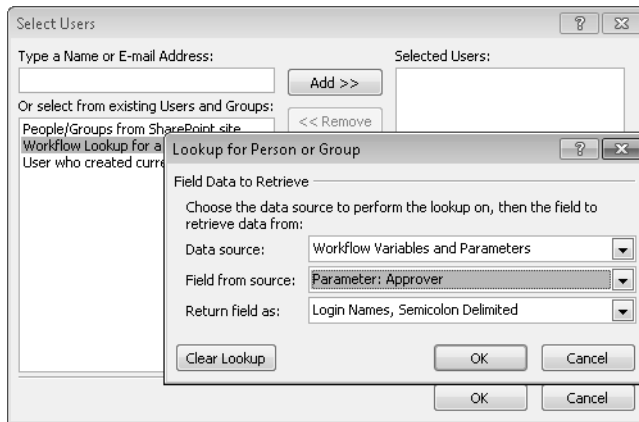 Select Users
Type a Name or E-mail Address:
Selected Users:
Add >>
Or select from existing Users and Groups:
<< Remove
People/Groups from SharePoint site
Workflow Lookup for a
User who created curre
Lookup for Person or Group
Field Data to Retrieve
Choose the data source to perform the lookup on, then the field to
retrieve data from:
Data source: Workflow Variables and Parameters
Field from source: Parameter: Approver
Return field as: Login Names, Semicolon Delimited
Clear Lookup OK Cancel
OK Cancel